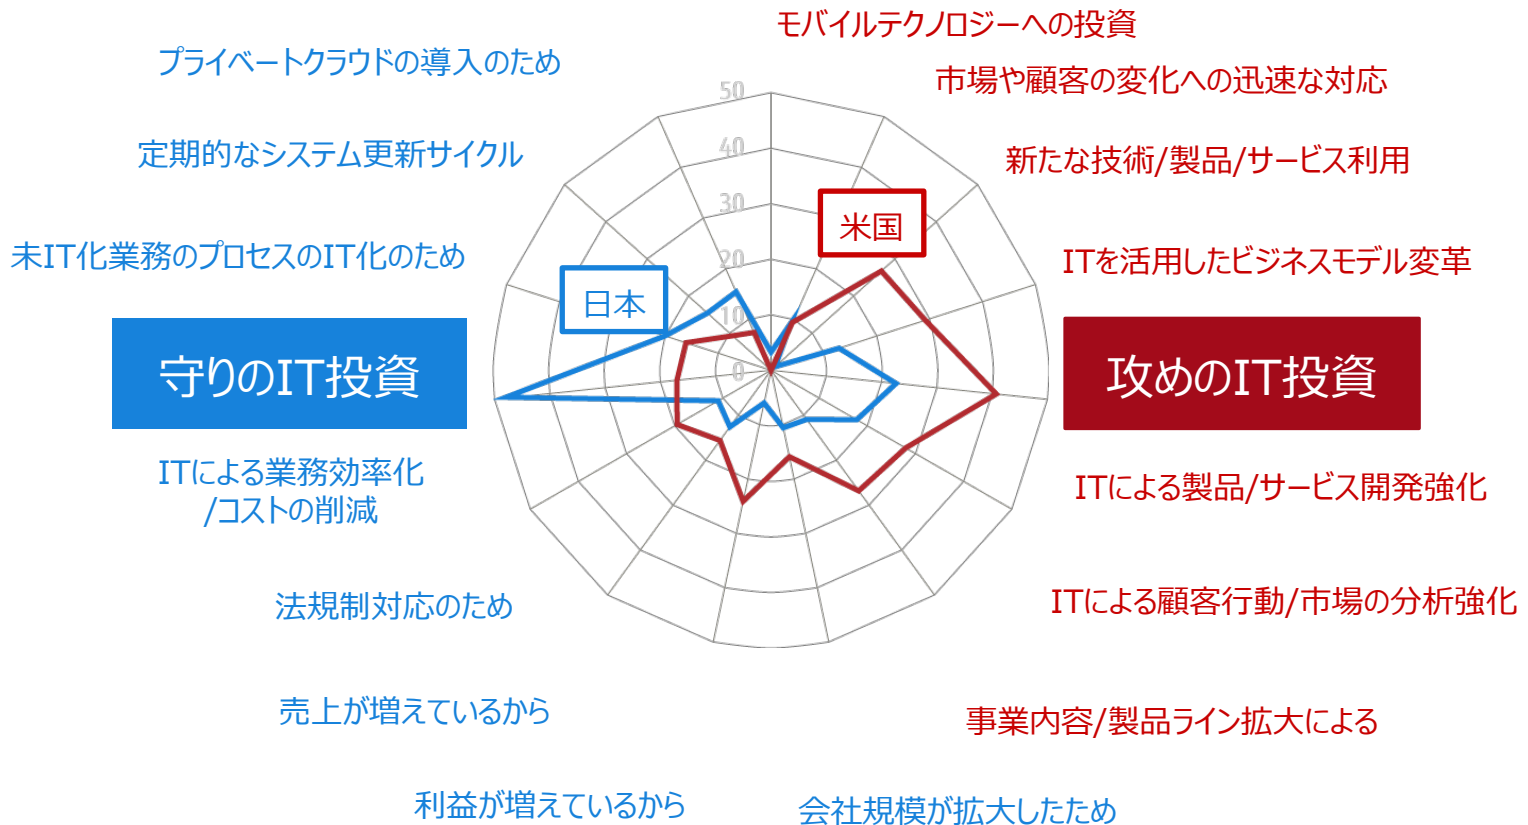 モバイルテクノロジーへの投資
プライベートクラウドの導入のため
市場や顧客の変化への迅速な対応
50
定期的なシステム更新サイクル
40
新たな技術/製品/サービス利用
30
米国
未IT化業務のプロセスのIT化のため
20
ITを活用したビジネスモデル変革
日本
10
守りのIT投資
0
攻めのIT投資
ITによる業務効率化
/コストの削減
ITによる製品/サービス開発強化
法規制対応のため
ITによる顧客行動/市場の分析強化
売上が増えているから
事業内容/製品ライン拡大による
利益が増えているから
会社規模が拡大したため